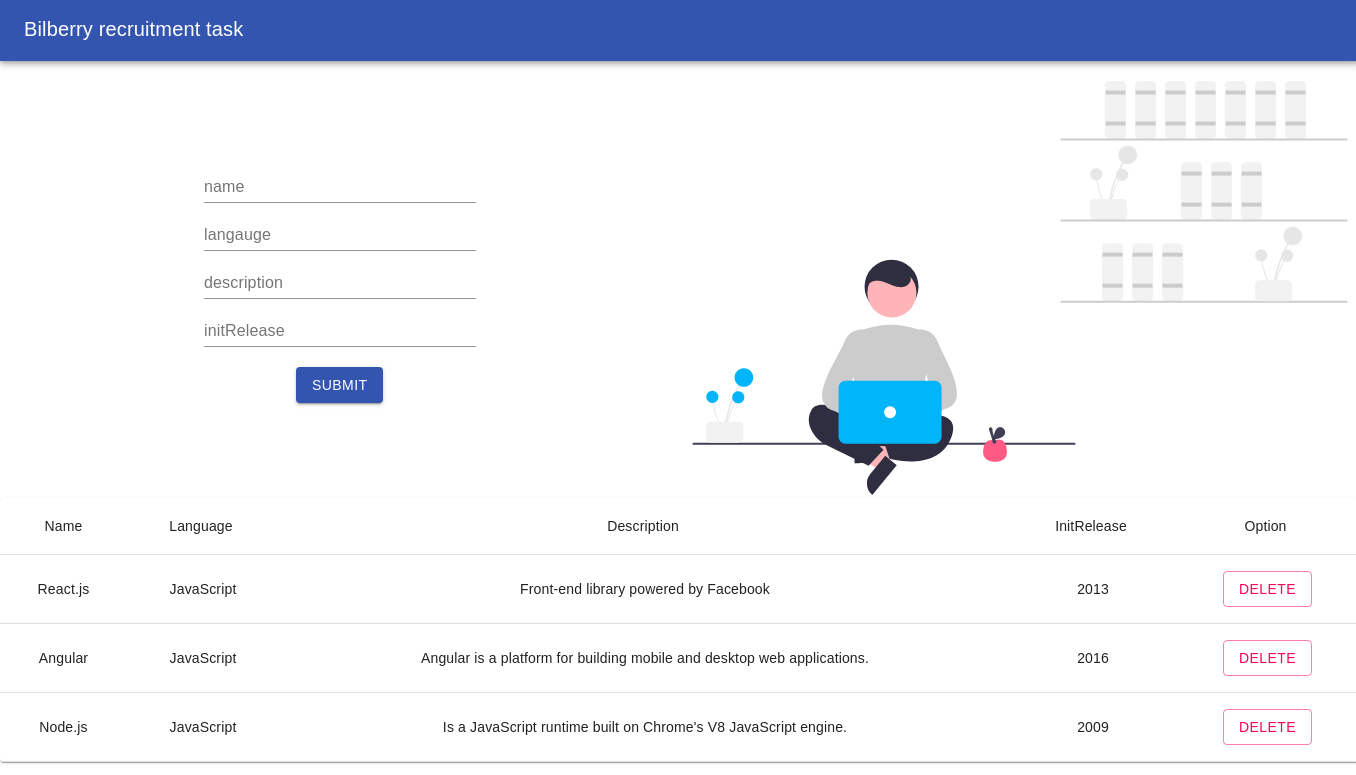 Bilberry recruitment task
name
langauge
description
initRelease
SUBMIT
Name Language Description InitRelease Option
React.js JavaScript Front-end library powered by Facebook 2013 DELETE
Angular JavaScript Angular is a platform for building mobile and desktop web applications. 2016 DELETE
Node.js JavaScript Is a JavaScript runtime built on Chrome's V8 JavaScript engine. 2009 DELETE